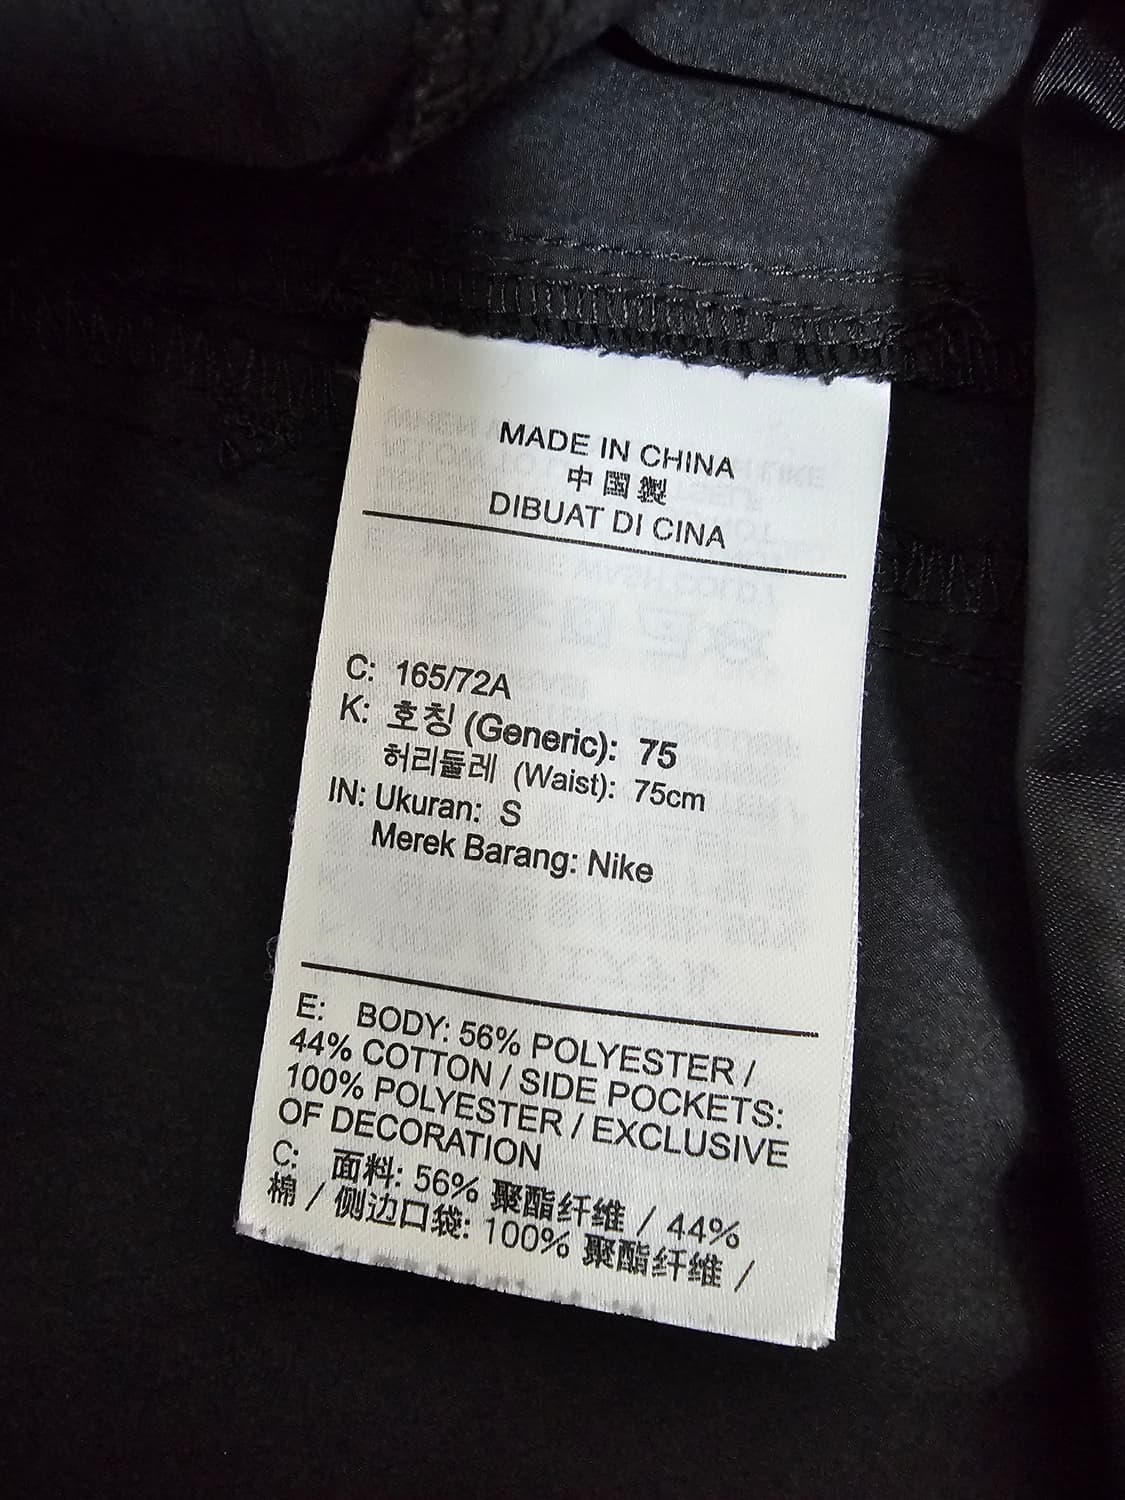 MADE IN CHINA
中国製
DIBUAT DI CINA
C: 165/72A
K: 호칭 (Generic): 75
허리둘레 (Waist): 75cm
IN: Ukuran: S
Merek Barang: Nike
E: BODY: 56% POLYESTER /
44% COTTON / SIDE POCKETS:
100% POLYESTER / EXCLUSIVE
OF DECORATION
C: 面料: 56% 聚酯纤维 / 44%
棉 / 侧边口袋: 100% 聚酯纤维 /